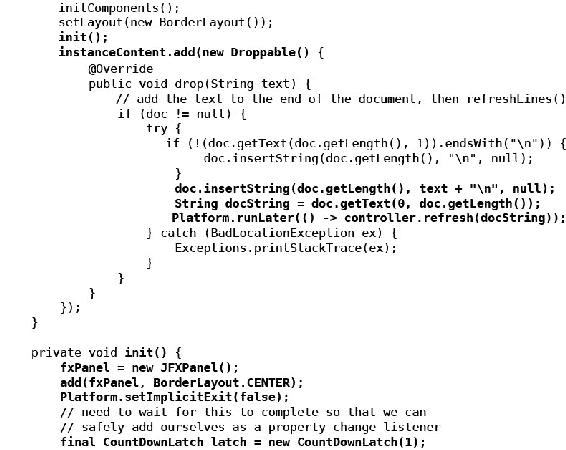 initComponents();
setLayout(new BorderLayout());
init();
instanceContent.add(new Droppable() {
@Override
public void drop(String text) {
// add the text to the end of the document, then refreshLines()
if (doc != null) {
try {
if (!(doc.getText(doc.getLength(), 1)).endsWith("\n")) {
doc.insertString(doc.getLength(), "\n", null);
}
doc.insertString(doc.getLength(), text + "\n", null);
String docString = doc.getText(0, doc.getLength());
Platform.runLater(() -> controller.refresh(docString));
} catch (BadLocationException ex) {
Exceptions.printStackTrace(ex);
}
}
}
});
}
private void init() {
fxPanel = new JFXPanel();
add(fxPanel, BorderLayout.CENTER);
Platform.setImplicitExit(false);
// need to wait for this to complete so that we can
// safely add ourselves as a property change listener
final CountDownLatch latch = new CountDownLatch(1);